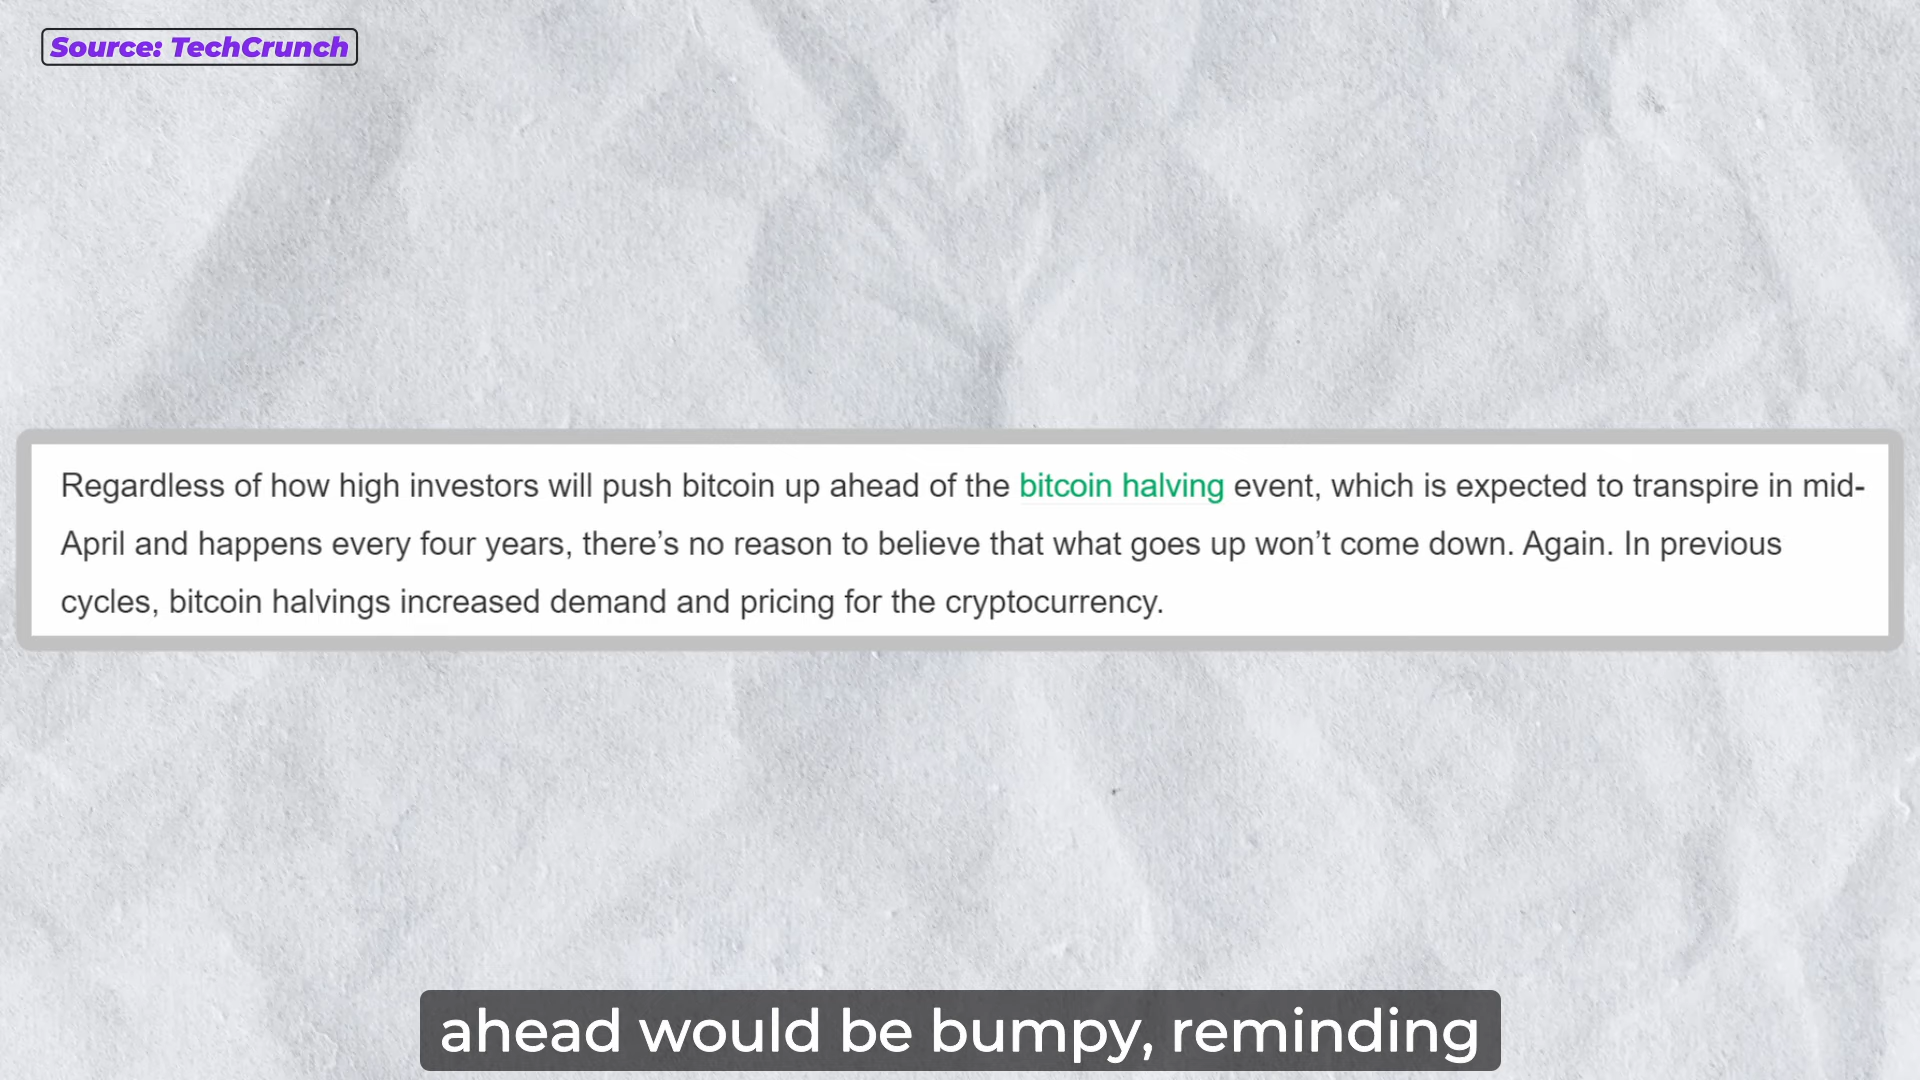 Source: TechCrunch
Regardless of how high investors will push bitcoin up ahead of the bitcoin halving event, which is expected to transpire in mid-
April and happens every four years, there’s no reason to believe that what goes up won’t come down. Again. In previous
cycles, bitcoin halvings increased demand and pricing for the cryptocurrency.
ahead would be bumpy, reminding